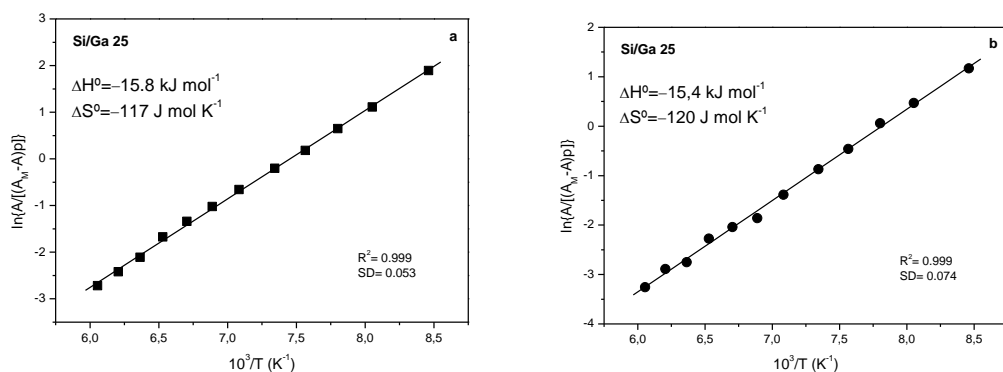 Si/Ga 25
a
ΔHº=−15.8 kJ mol⁻¹
ΔSº=−117 J mol K⁻¹
R²= 0.999
SD= 0.053
ln{A/[(A_M-A)p]}
3
2
1
0
-1
-2
-3
6,0 6,5 7,0 7,5 8,0 8,5
10³/T (K⁻¹)
Si/Ga 25
b
ΔHº=−15,4 kJ mol⁻¹
ΔSº=−120 J mol K⁻¹
R²= 0.999
SD= 0.074
ln{A/[(A_M-A)p]}
2
1
0
-1
-2
-3
-4
6,0 6,5 7,0 7,5 8,0 8,5
10³/T (K⁻¹)